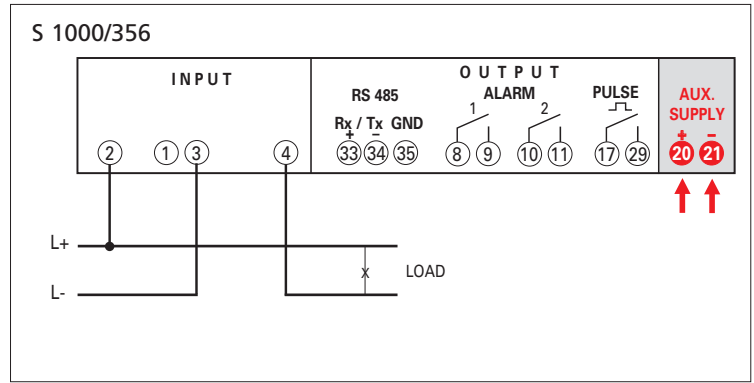 S 1000/356
INPUT
OUTPUT
RS 485
ALARM
PULSE
AUX.
SUPPLY
1
2
Rx / Tx GND
+ −
+ −
2
1
3
4
33
34
35
8
9
10
11
17
29
20
21
L+
X
LOAD
L-